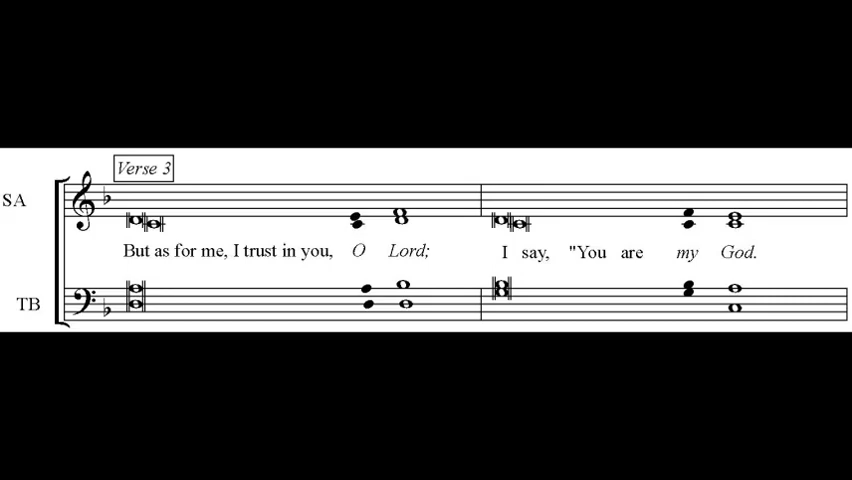 Verse 3
SA
But as for me, I trust in you, O Lord; I say, "You are my God.
TB